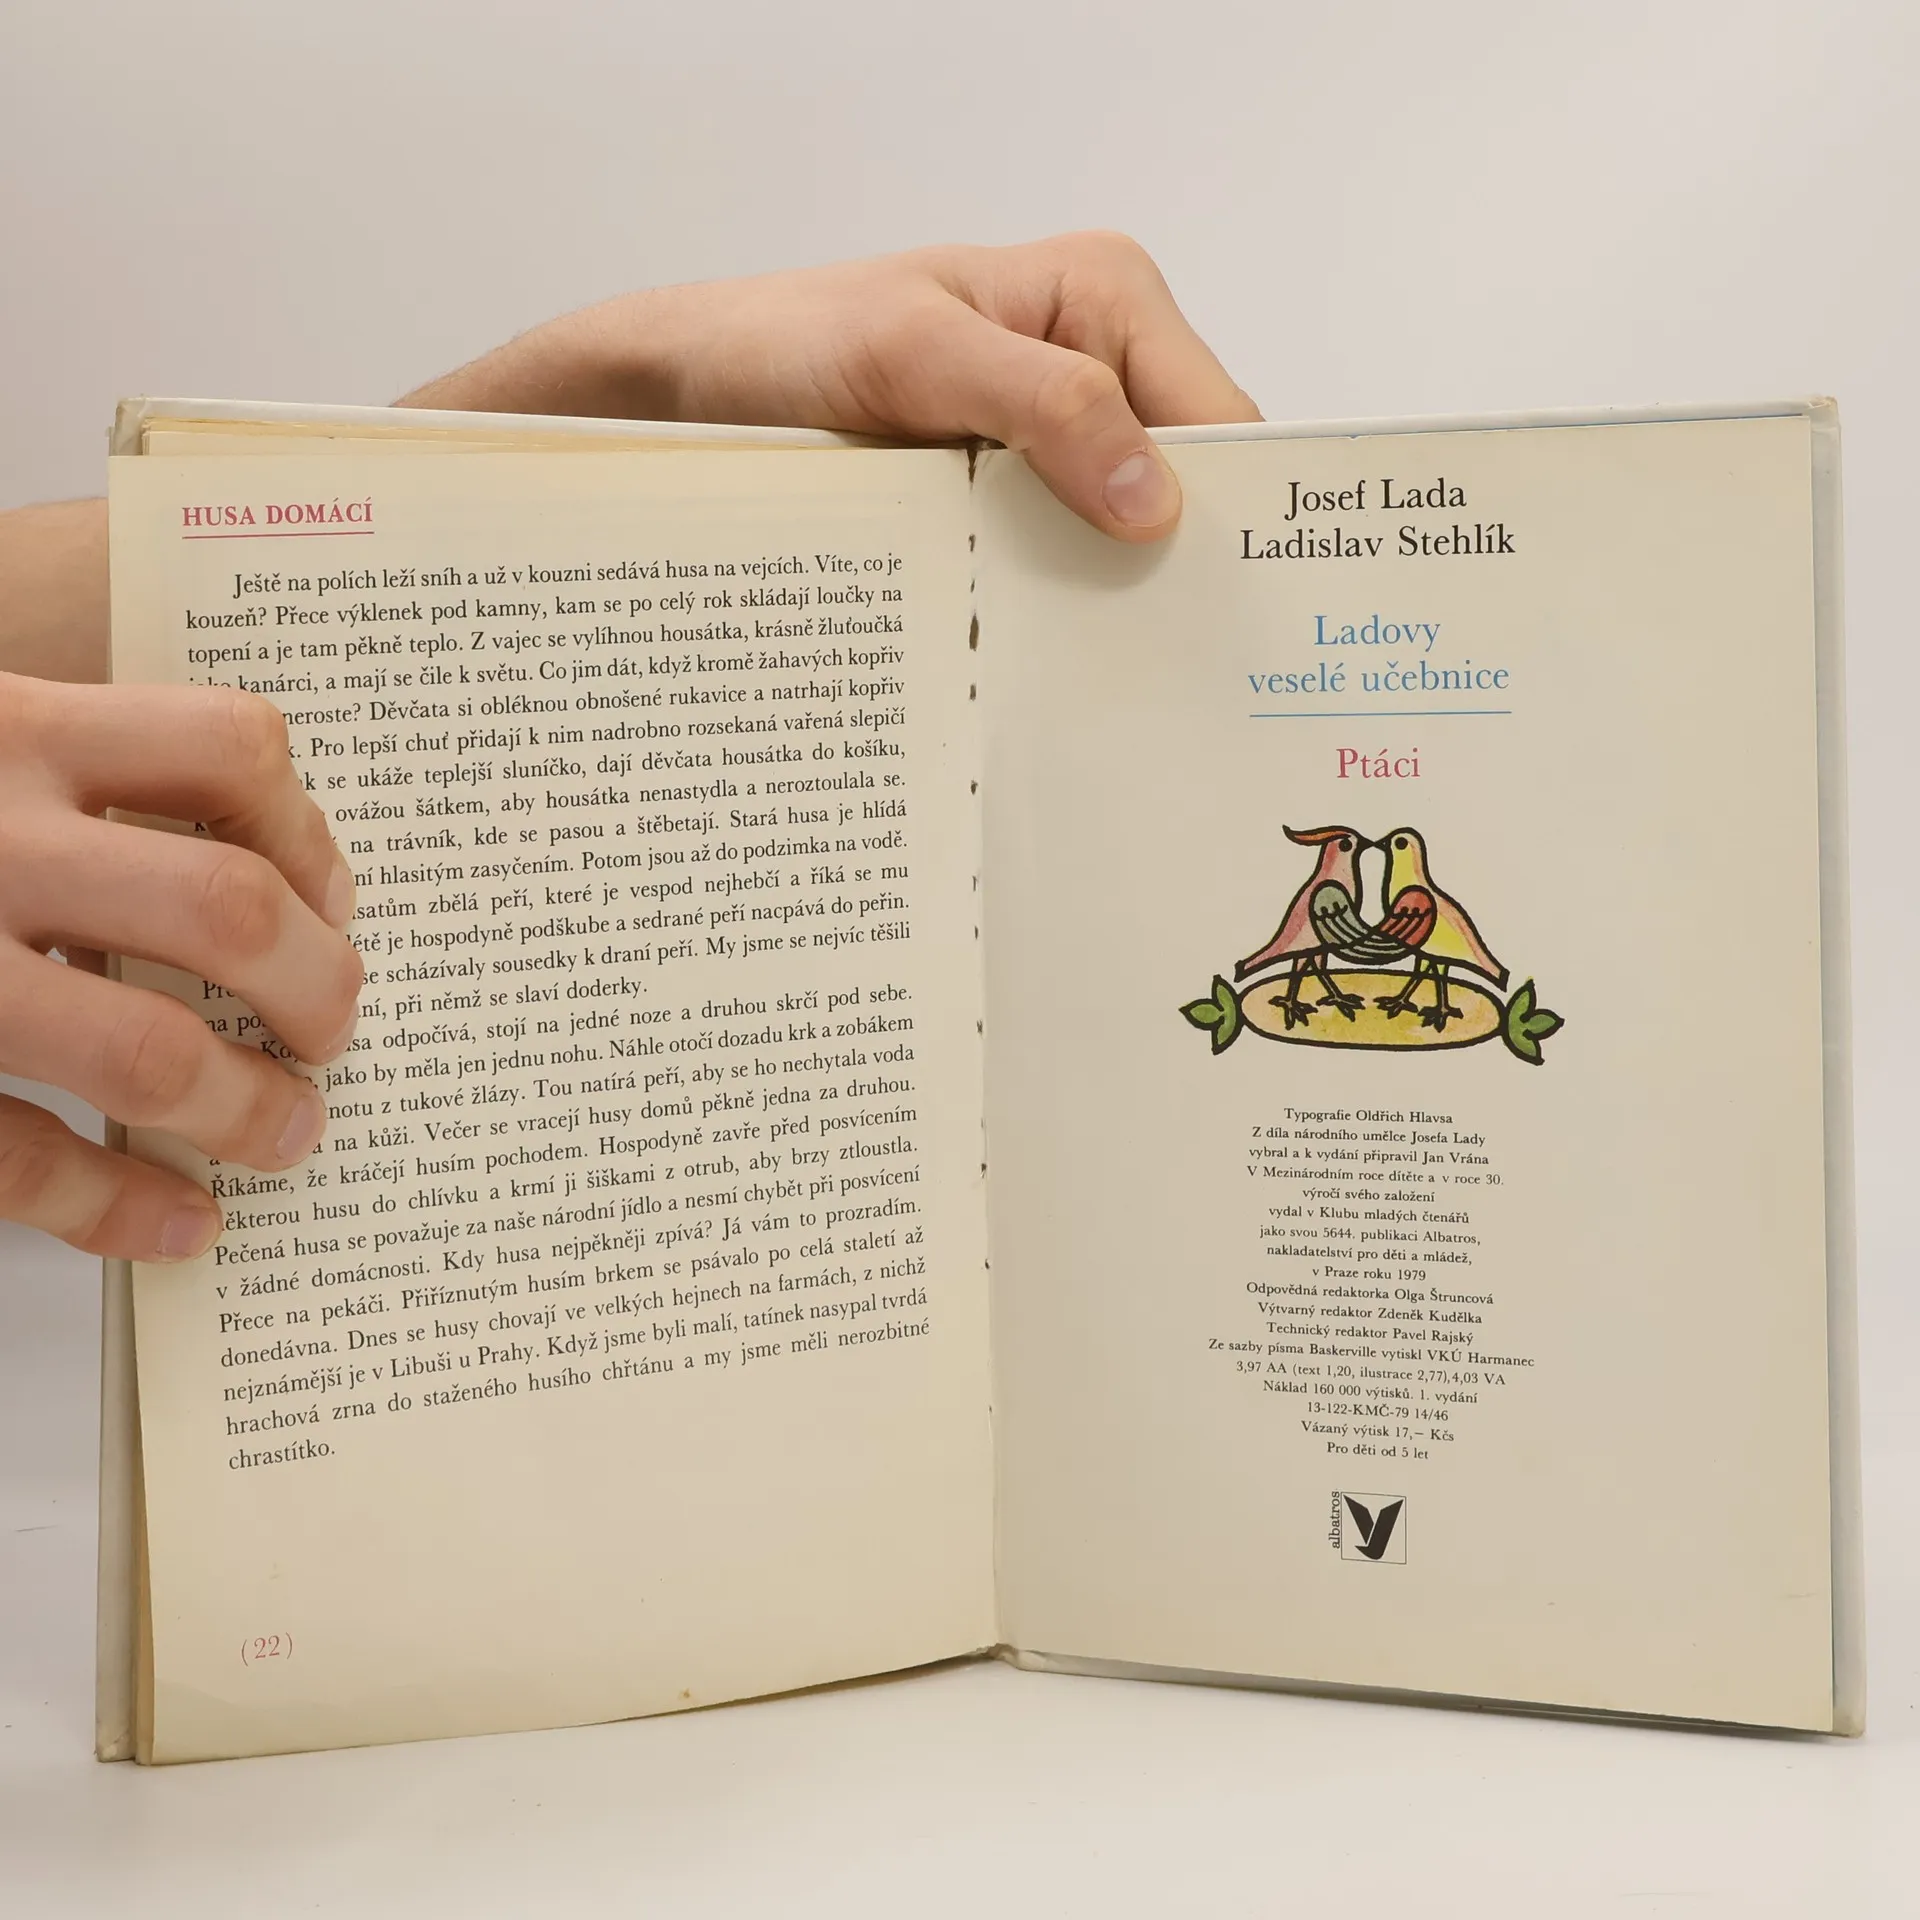 HUSA DOMÁCÍ
Ještě na polích leží sníh a už v kouzni sedává husa na vejcích. Víte, co je
kouzeň? Přece výklenek pod kamny, kam se po celý rok skládají loučky na
topení a je tam pěkně teplo. Z vajec se vylíhnou housátka, krásně žluťoučká
kanárci, a mají se čile k světu. Co jim dát, když kromě žahavých kopřiv
neroste? Děvčata si obléknou obnošené rukavice a natrhají kopřiv
Pro lepší chuť přidají k nim nadrobno rozsekaná vařená slepičí
se ukáže teplejší sluníčko, dají děvčata housátka do košíku,
ovážou šátkem, aby housátka nenastydla a neroztoulala se.
na trávník, kde se pasou a štěbetají. Stará husa je hlídá
hlasitým zasyčením. Potom jsou až do podzimka na vodě.
zbělá peří, které je vespod nejhebčí a říká se mu
je hospodyně podškube a sedrané peří nacpává do peřin.
se scházívaly sousedky k draní peří. My jsme se nejvíc těšili
při němž se slaví doderky.
odpočívá, stojí na jedné noze a druhou skrčí pod sebe.
jako by měla jen jednu nohu. Náhle otočí dozadu krk a zobákem
z tukové žlázy. Tou natírá peří, aby se ho nechytala voda
na kůži. Večer se vracejí husy domů pěkně jedna za druhou.
Říkáme, že kráčejí husím pochodem. Hospodyně zavře před posvícením
některou husu do chlívku a krmí ji šiškami z otrub, aby brzy ztloustla.
Pečená husa se považuje za naše národní jídlo a nesmí chybět při posvícení
v žádné domácnosti. Kdy husa nejpěkněji zpívá? Já vám to prozradím.
Přece na pekáči. Přiříznutým husím brkem se psávalo po celá staletí až
donedávna. Dnes se husy chovají ve velkých hejnech na farmách, z nichž
nejznámější je v Libuši u Prahy. Když jsme byli malí, tatínek nasypal tvrdá
hrachová zrna do staženého husího chřtánu a my jsme měli nerozbitné
chrastítko.
(22)
Josef Lada
Ladislav Stehlík
Ladovy
veselé učebnice
Ptáci
Typografie Oldřich Hlavsa
Z díla národního umělce Josefa Lady
vybral a k vydání připravil Jan Vrána
V Mezinárodním roce dítěte a v roce 30.
výročí svého založení
vydal v Klubu mladých čtenářů
jako svou 5644. publikaci Albatros,
nakladatelství pro děti a mládež,
v Praze roku 1979
Odpovědná redaktorka Olga Štruncová
Výtvarný redaktor Zdeněk Kudělka
Technický redaktor Pavel Rajský
Ze sazby písma Baskerville vytiskl VKÚ Harmanec
3,97 AA (text 1,20, ilustrace 2,77), 4,03 VA
Náklad 160 000 výtisků. 1. vydání
13-122-KMČ-79 14/46
Vázaný výtisk 17,– Kčs
Pro děti od 5 let
albatros